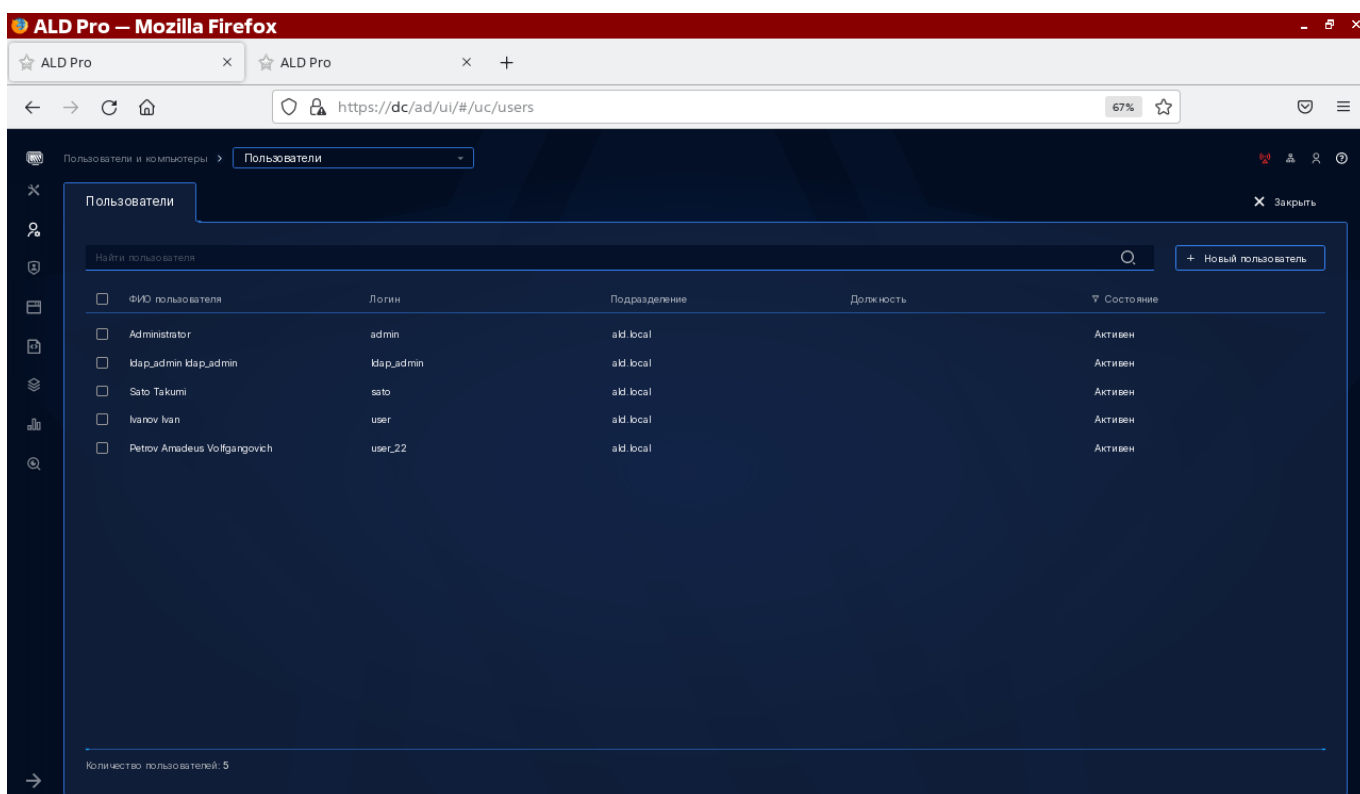 ALD Pro — Mozilla Firefox
ALD Pro ALD Pro
https://dc/ad/ui/#/uc/users 67%
Пользователи и компьютеры > Пользователи
Пользователи Закрыть
Найти пользователя + Новый пользователь
ФИО пользователя Логин Подразделение Должность Состояние
Administrator admin ald.local Активен
ldap_admin ldap_admin ldap_admin ald.local Активен
Sato Takumi sato ald.local Активен
Ivanov Ivan user ald.local Активен
Petrov Amadeus Volfgangovich user_22 ald.local Активен
Количество пользователей: 5